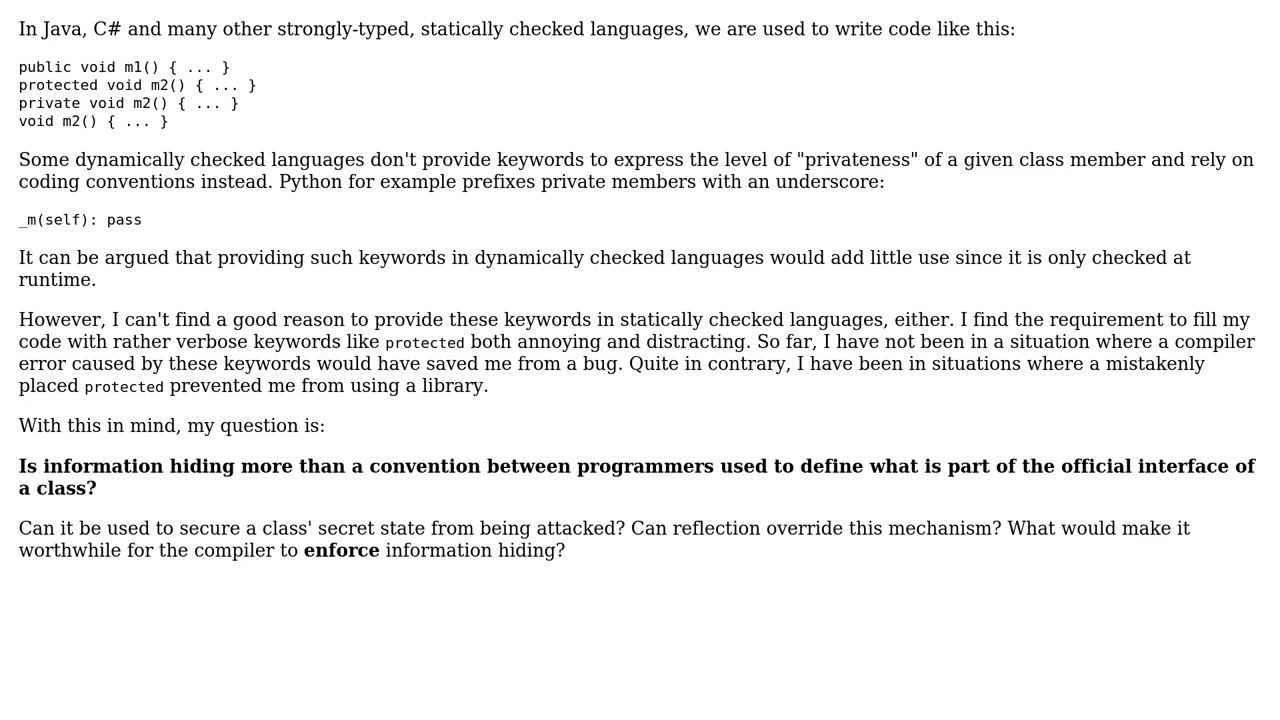 In Java, C# and many other strongly-typed, statically checked languages, we are used to write code like this:
public void m1() { ... }
protected void m2() { ... }
private void m2() { ... }
void m2() { ... }
Some dynamically checked languages don't provide keywords to express the level of "privateness" of a given class member and rely on
coding conventions instead. Python for example prefixes private members with an underscore:
_m(self): pass
It can be argued that providing such keywords in dynamically checked languages would add little use since it is only checked at
runtime.
However, I can't find a good reason to provide these keywords in statically checked languages, either. I find the requirement to fill my
code with rather verbose keywords like protected both annoying and distracting. So far, I have not been in a situation where a compiler
error caused by these keywords would have saved me from a bug. Quite in contrary, I have been in situations where a mistakenly
placed protected prevented me from using a library.
With this in mind, my question is:
Is information hiding more than a convention between programmers used to define what is part of the official interface of
a class?
Can it be used to secure a class' secret state from being attacked? Can reflection override this mechanism? What would make it
worthwhile for the compiler to enforce information hiding?